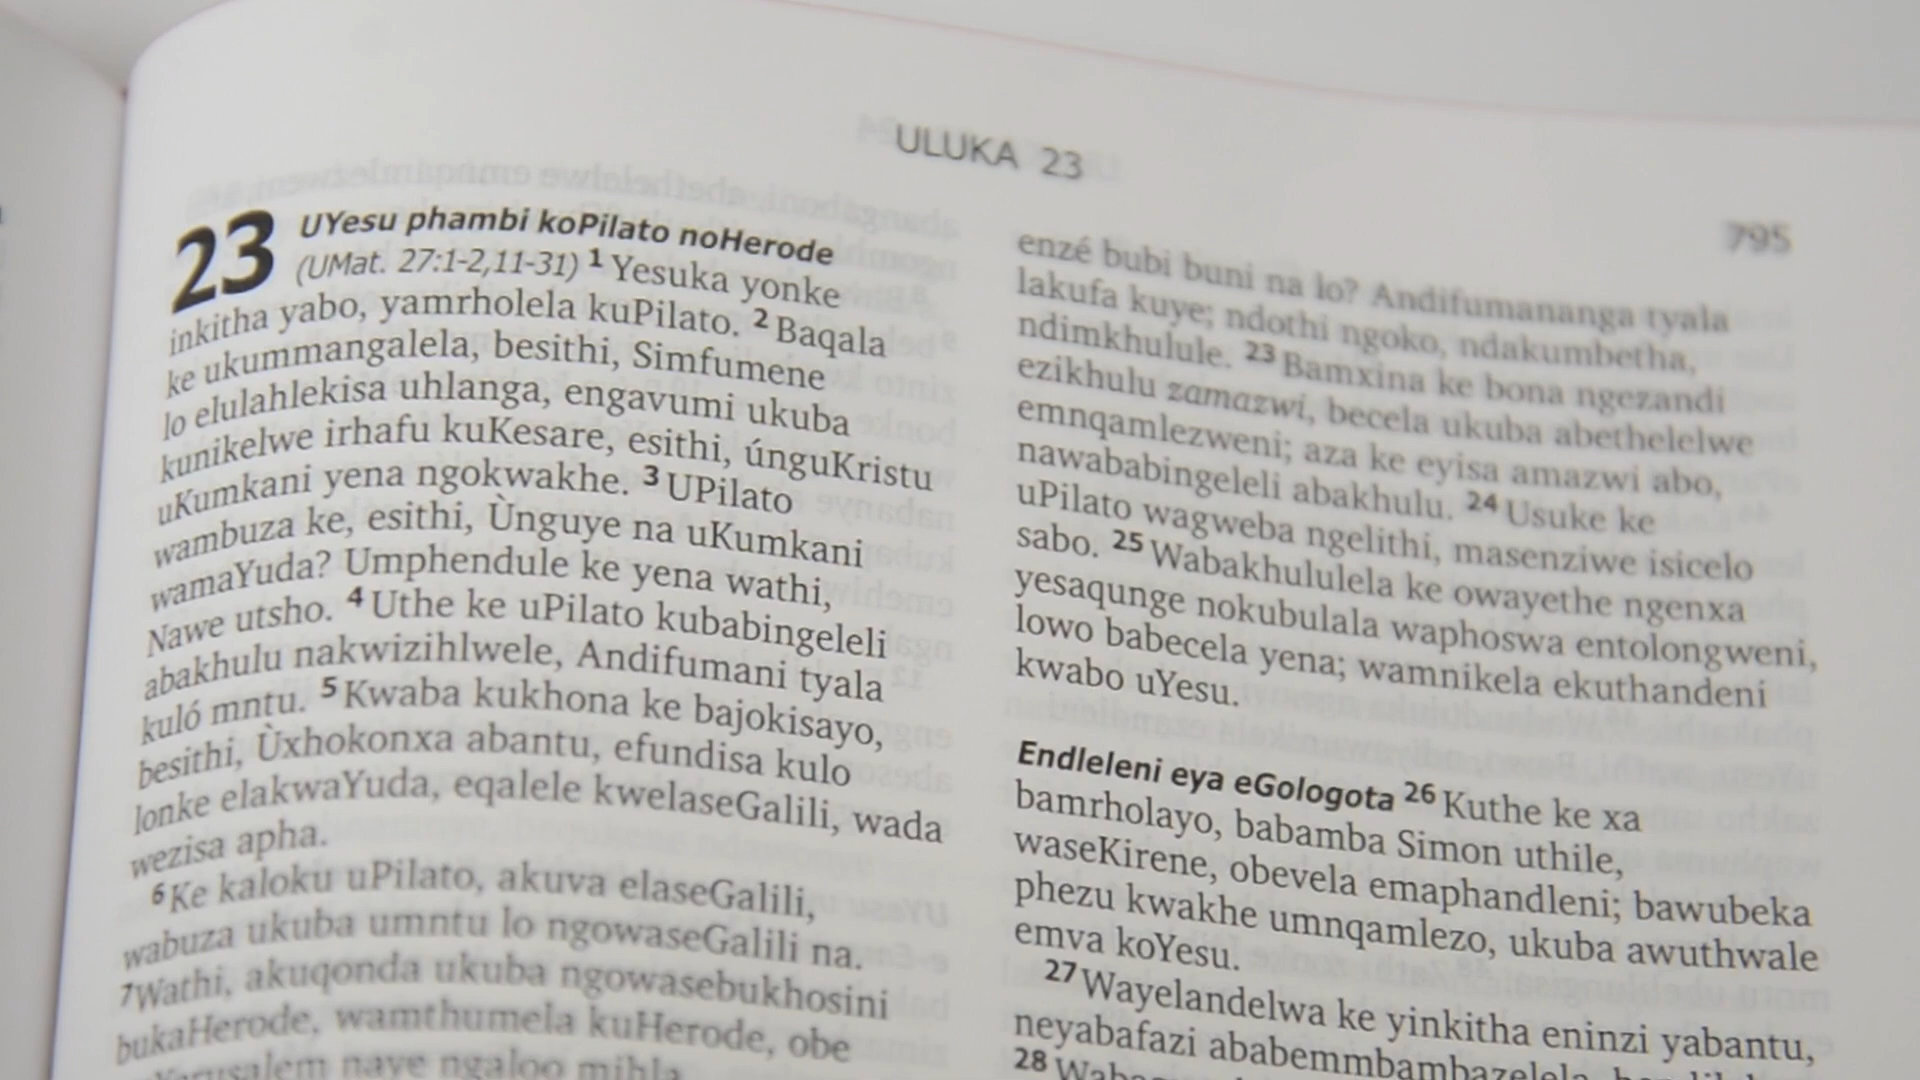 ULUKA 23
795
23 UYesu phambi koPilato noHerode
(UMat. 27:1-2,11-31) 1 Yesuka yonke
inkitha yabo, yamrholela kuPilato. 2 Baqala
ke ukummangalela, besithi, Simfumene
lo elulahlekisa uhlanga, engavumi ukuba
kunikelwe irhafu kuKesare, esithi, únguKristu
uKumkani yena ngokwakhe. 3 UPilato
wambuza ke, esithi, Ùnguye na uKumkani
wamaYuda? Umphendule ke yena wathi,
Nawe utsho. 4 Uthe ke uPilato kubabingeleli
abakhulu nakwizihlwele, Andifumani tyala
kuló mntu. 5 Kwaba kukhona ke bajokisayo,
besithi, Ùxhokonxa abantu, efundisa kulo
lonke elakwaYuda, eqalele kwelaseGalili, wada
wezisa apha.
6 Ke kaloku uPilato, akuva elaseGalili,
wabuza ukuba umntu lo ngowaseGalili na.
7 Wathi, akuqonda ukuba ngowasebukhosini
bukaHerode, wamthumela kuHerode, obe
naye ngaloo mihla
enzé bubi buni na lo? Andifumananga tyala
lakufa kuye; ndothi ngoko, ndakumbetha,
ndimkhulule. 23 Bamxina ke bona ngezandi
ezikhulu zamazwi, becela ukuba abethelelwe
emnqamlezweni; aza ke eyisa amazwi abo,
nawababingeleli abakhulu. 24 Usuke ke
uPilato wagweba ngelithi, masenziwe isicelo
sabo. 25 Wabakhululela ke owayethe ngenxa
yesaqunge nokubulala waphoswa entolongweni,
lowo babecela yena; wamnikela ekuthandeni
kwabo uYesu.
Endleleni eya eGologota 26 Kuthe ke xa
bamrholayo, babamba Simon uthile,
waseKirene, obevela emaphandleni; bawubeka
phezu kwakhe umnqamlezo, ukuba awuthwale
emva koYesu.
27 Wayelandelwa ke yinkitha eninzi yabantu,
neyabafazi ababemmbambazelela,
28